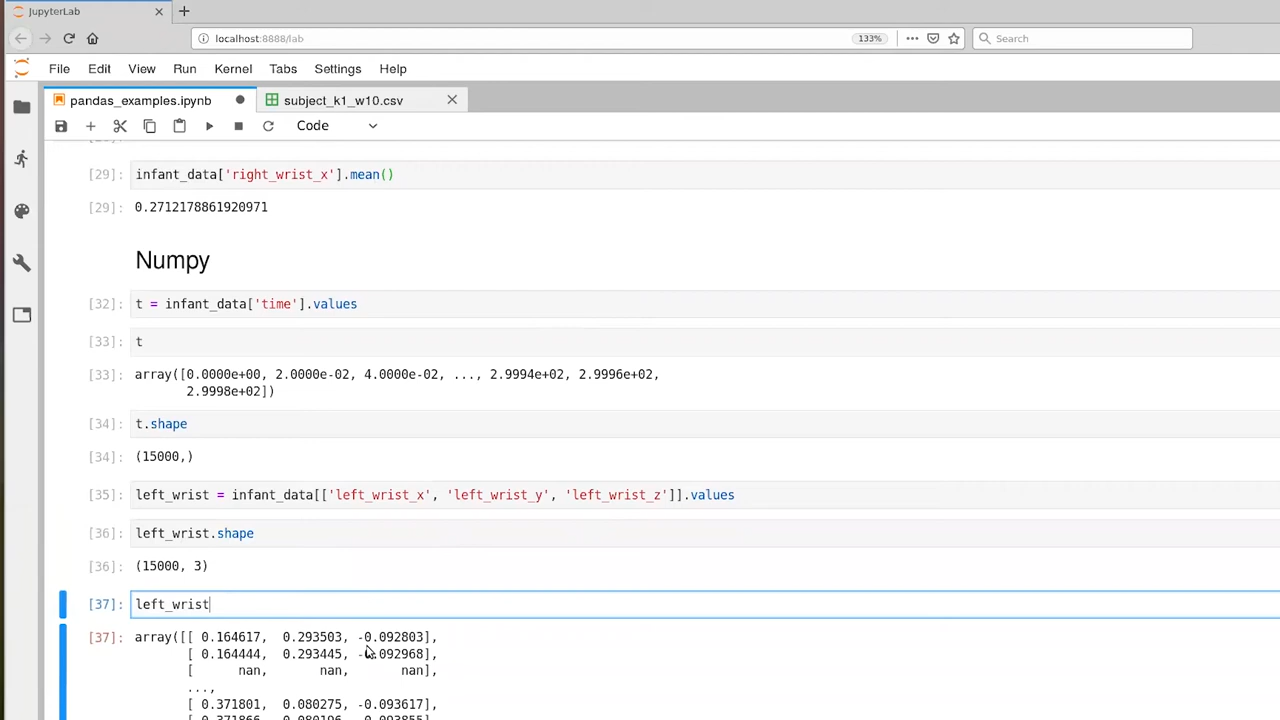 JupyterLab
localhost:8888/lab
133%
Search
File Edit View Run Kernel Tabs Settings Help
pandas_examples.ipynb
subject_k1_w10.csv
Code
[29]: infant_data['right_wrist_x'].mean()
[29]: 0.2712178861920971
Numpy
[32]: t = infant_data['time'].values
[33]: t
[33]: array([0.0000e+00, 2.0000e-02, 4.0000e-02, ..., 2.9994e+02, 2.9996e+02,
2.9998e+02])
[34]: t.shape
[34]: (15000,)
[35]: left_wrist = infant_data[['left_wrist_x', 'left_wrist_y', 'left_wrist_z']].values
[36]: left_wrist.shape
[36]: (15000, 3)
[37]: left_wrist
[37]: array([[ 0.164617, 0.293503, -0.092803],
[ 0.164444, 0.293445, -0.092968],
[ nan, nan, nan],
...,
[ 0.371801, 0.080275, -0.093617],